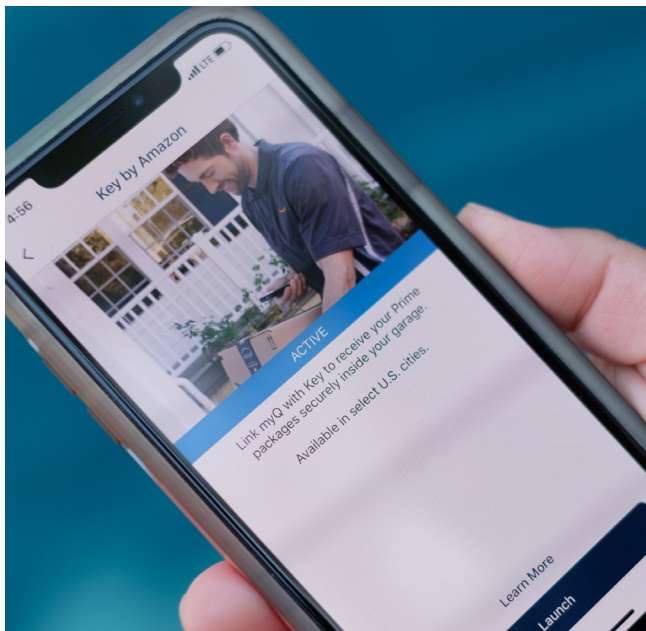 4:56
LTE
Key by Amazon
ACTIVE
Link myQ with Key to receive your Prime
packages securely inside your garage.
Available in select U.S. cities.
Learn More
Launch